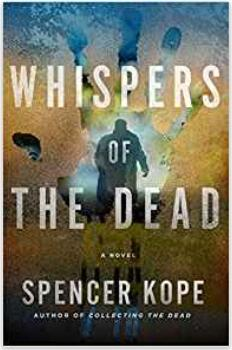 WHISPERS
OF
THE DEAD
A NOVEL
SPENCER KOPE
AUTHOR OF COLLECTING THE DEAD